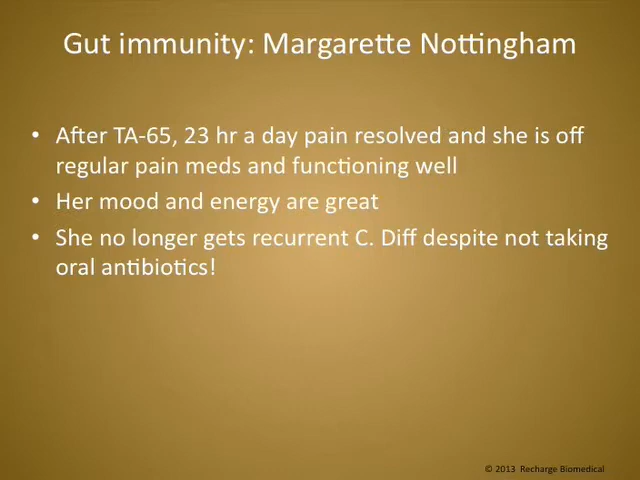 Gut immunity: Margarette Nottingham
• After TA-65, 23 hr a day pain resolved and she is off
regular pain meds and functioning well
• Her mood and energy are great
• She no longer gets recurrent C. Diff despite not taking
oral antibiotics!
© 2013 Recharge Biomedical